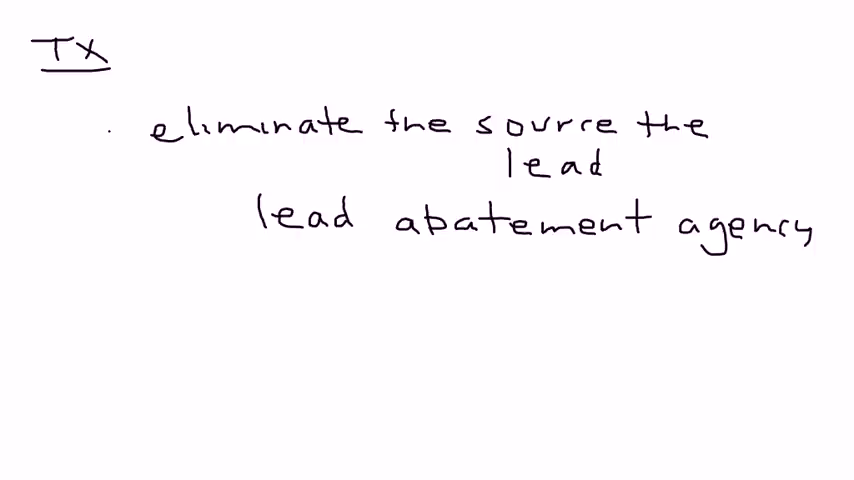 TX
eliminate the source the
lead
lead abatement agency